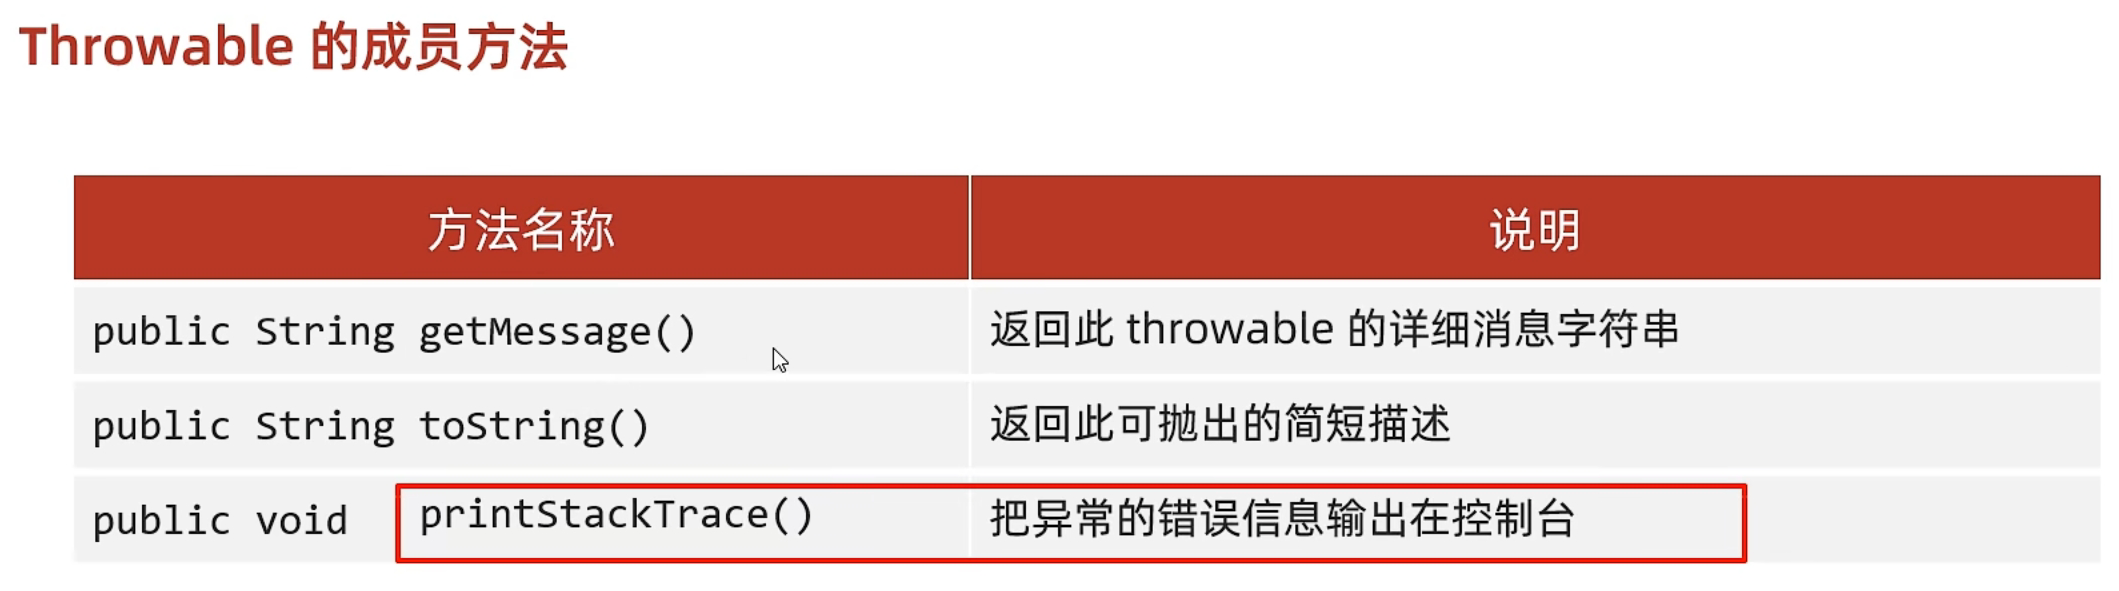 Throwable 的成员方法
方法名称 说明
public String getMessage() 返回此 throwable 的详细消息字符串
public String toString() 返回此可抛出的简短描述
public void printStackTrace() 把异常的错误信息输出在控制台